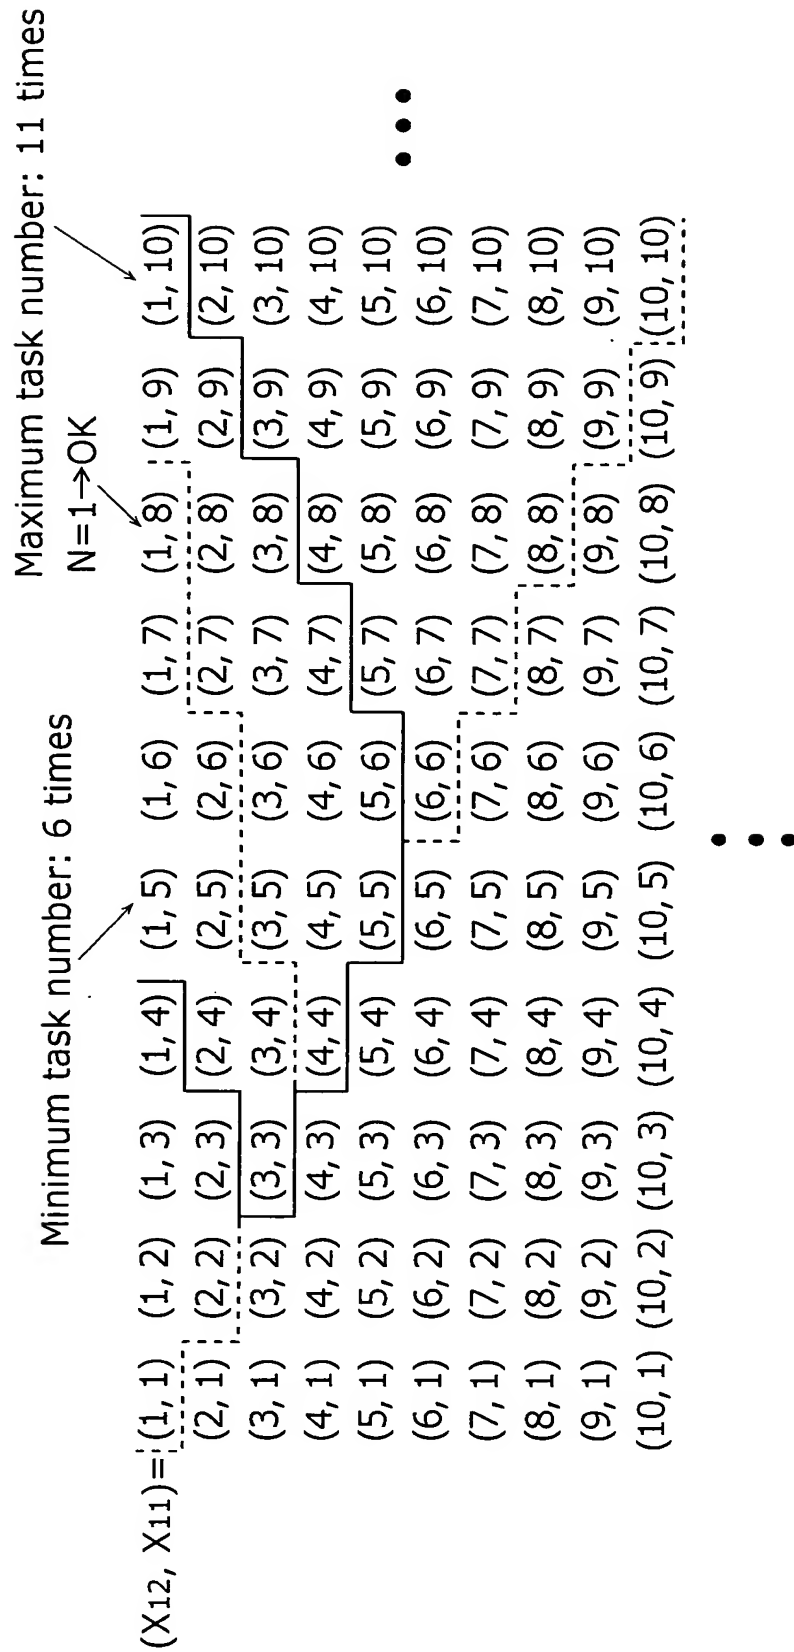 Maximum task number: 11 times
N=1→OK
Minimum task number: 6 times
(X12, X11)= (1, 1) (1, 2) (1, 3) (1, 4) (1, 5) (1, 6) (1, 7) (1, 8) (1, 9) (1, 10)
(2, 1) (2, 2) (2, 3) (2, 4) (2, 5) (2, 6) (2, 7) (2, 8) (2, 9) (2, 10)
(3, 1) (3, 2) (3, 3) (3, 4) (3, 5) (3, 6) (3, 7) (3, 8) (3, 9) (3, 10)
(4, 1) (4, 2) (4, 3) (4, 4) (4, 5) (4, 6) (4, 7) (4, 8) (4, 9) (4, 10)
(5, 1) (5, 2) (5, 3) (5, 4) (5, 5) (5, 6) (5, 7) (5, 8) (5, 9) (5, 10)
(6, 1) (6, 2) (6, 3) (6, 4) (6, 5) (6, 6) (6, 7) (6, 8) (6, 9) (6, 10)
(7, 1) (7, 2) (7, 3) (7, 4) (7, 5) (7, 6) (7, 7) (7, 8) (7, 9) (7, 10)
(8, 1) (8, 2) (8, 3) (8, 4) (8, 5) (8, 6) (8, 7) (8, 8) (8, 9) (8, 10)
(9, 1) (9, 2) (9, 3) (9, 4) (9, 5) (9, 6) (9, 7) (9, 8) (9, 9) (9, 10)
(10, 1) (10, 2) (10, 3) (10, 4) (10, 5) (10, 6) (10, 7) (10, 8) (10, 9) (10, 10)